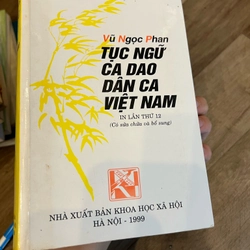 Vũ Ngọc Phan
TỤC NGỮ
CA DAO
DÂN CA
VIỆT NAM
IN LẦN THỨ 12
(Có sửa chữa và bổ sung)
NHÀ XUẤT BẢN KHOA HỌC XÃ HỘI
HÀ NỘI - 1999